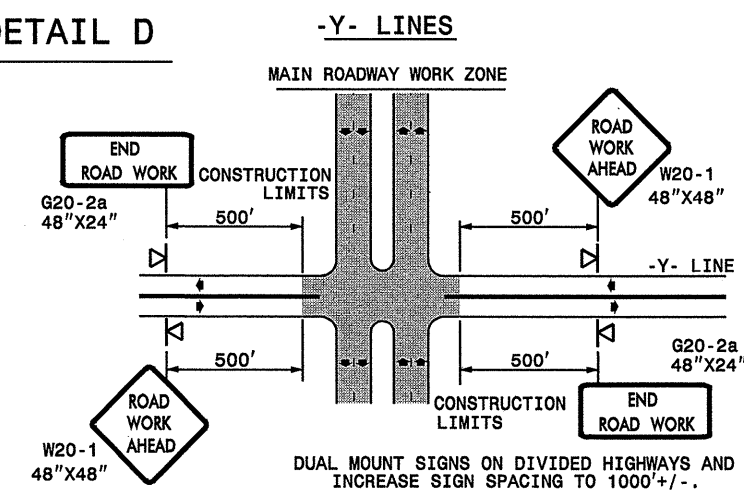 DETAIL D
-Y- LINES
MAIN ROADWAY WORK ZONE
END
ROAD WORK
G20-2a
48"X24"
CONSTRUCTION
LIMITS
500'
500'
ROAD
WORK
AHEAD
W20-1
48"X48"
-Y- LINE
500'
500'
ROAD
WORK
AHEAD
W20-1
48"X48"
CONSTRUCTION
LIMITS
G20-2a
48"X24"
END
ROAD WORK
DUAL MOUNT SIGNS ON DIVIDED HIGHWAYS AND
INCREASE SIGN SPACING TO 1000'+/-.